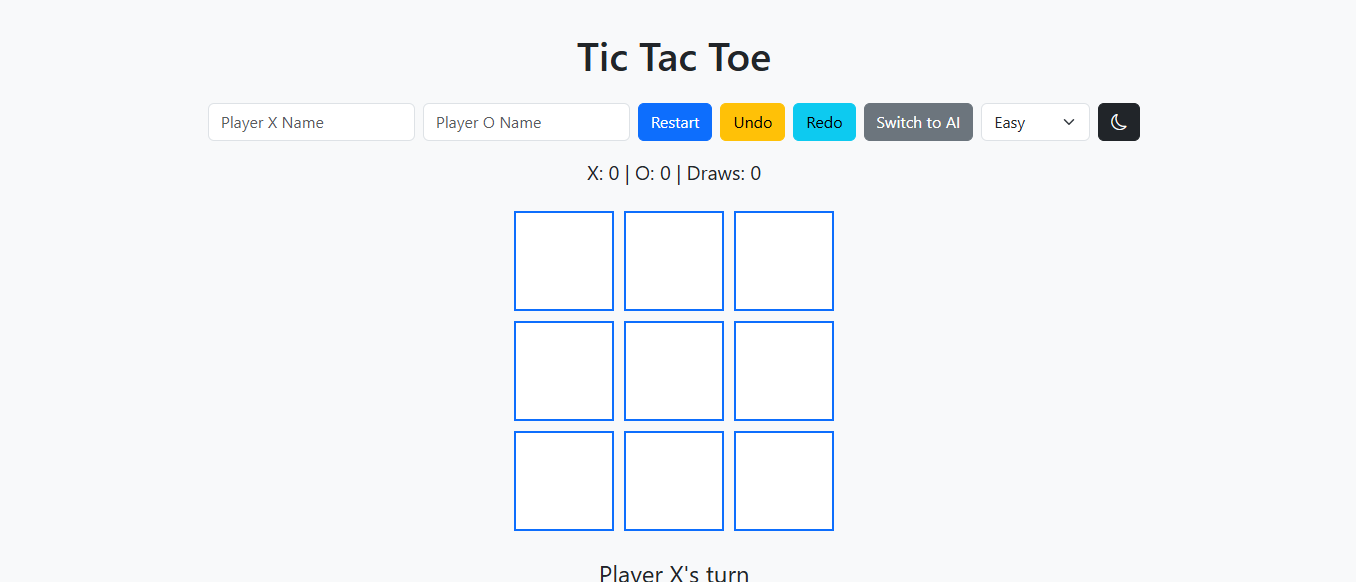 Tic Tac Toe
Player X Name Player O Name Restart Undo Redo Switch to AI Easy
X: 0 | O: 0 | Draws: 0
Player X's turn